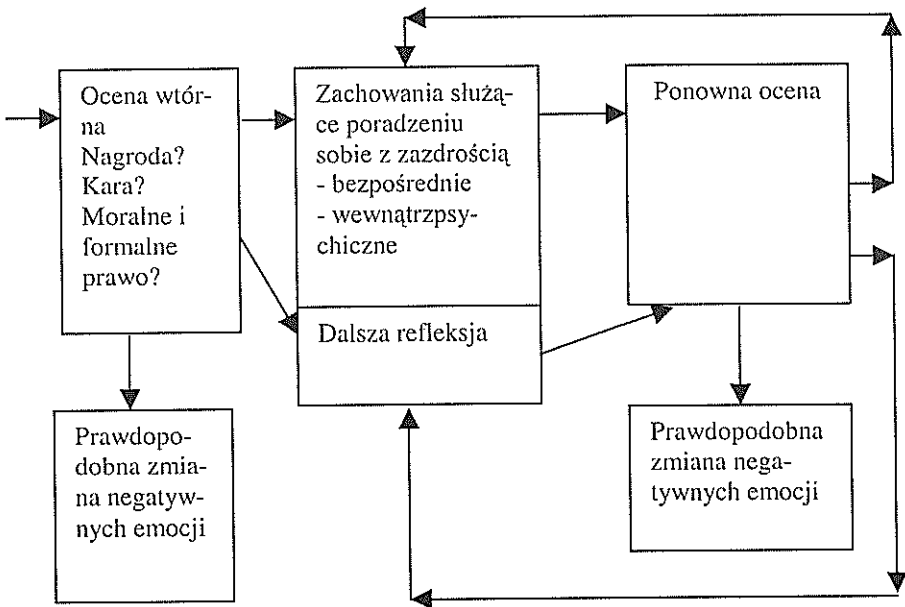 Ocena wtór-
na
Nagroda?
Kara?
Moralne i
formalne
prawo?
Zachowania służą-
ce poradzeniu
sobie z zazdrością
- bezpośrednie
- wewnątrzpsy-
chiczne
Dalsza refleksja
Ponowna ocena
Prawdopo-
dobna zmia-
na negatyw-
nych emocji
Prawdopodobna
zmiana nega-
tywnych emocji